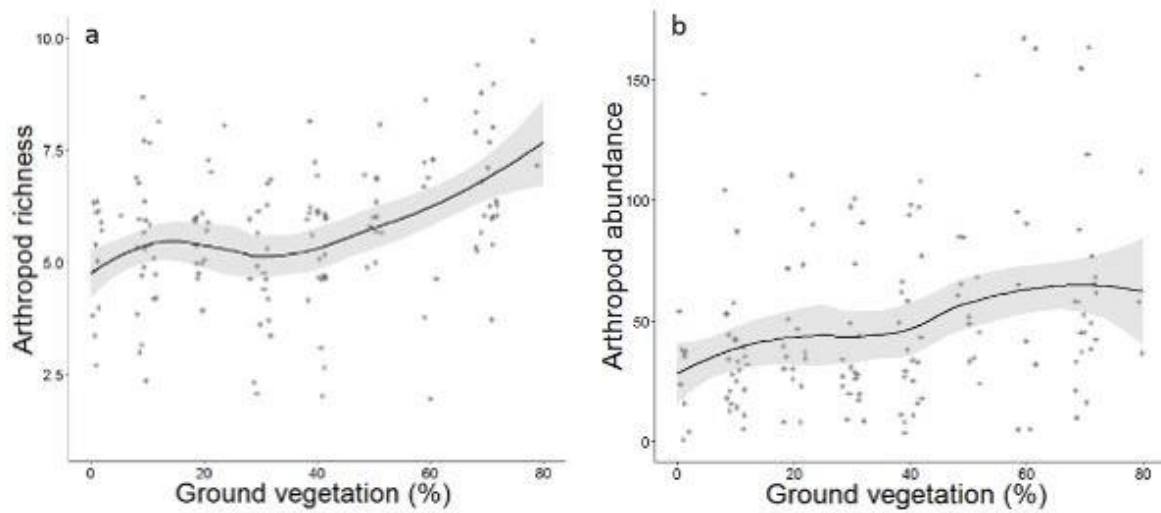 a
10.0
7.5
5.0
2.5
Arthropod richness
0 20 40 60 80
Ground vegetation (%)
b
150
100
50
0
Arthropod abundance
0 20 40 60 80
Ground vegetation (%)